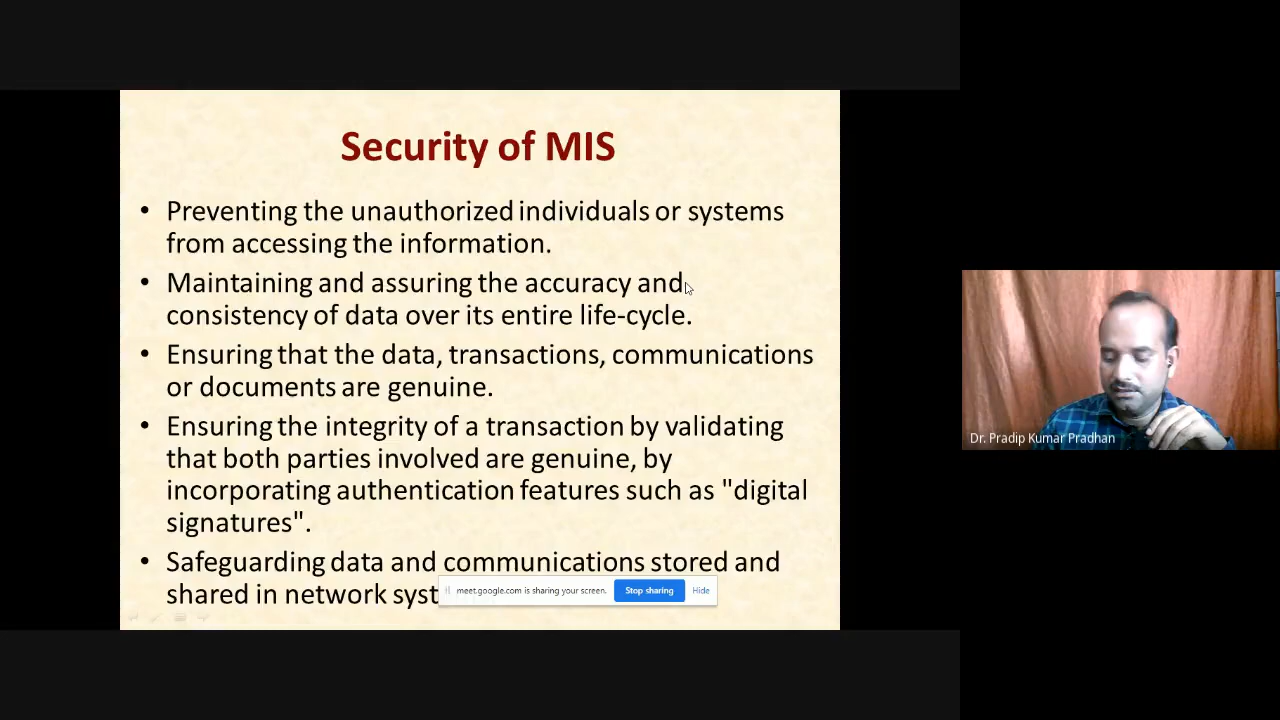 Security of MIS
• Preventing the unauthorized individuals or systems
from accessing the information.
• Maintaining and assuring the accuracy and
consistency of data over its entire life-cycle.
• Ensuring that the data, transactions, communications
or documents are genuine.
• Ensuring the integrity of a transaction by validating
that both parties involved are genuine, by
incorporating authentication features such as "digital
signatures".
• Safeguarding data and communications stored and
shared in network
meet.google.com is sharing your screen. Stop sharing Hide
Dr. Pradip Kumar Pradhan